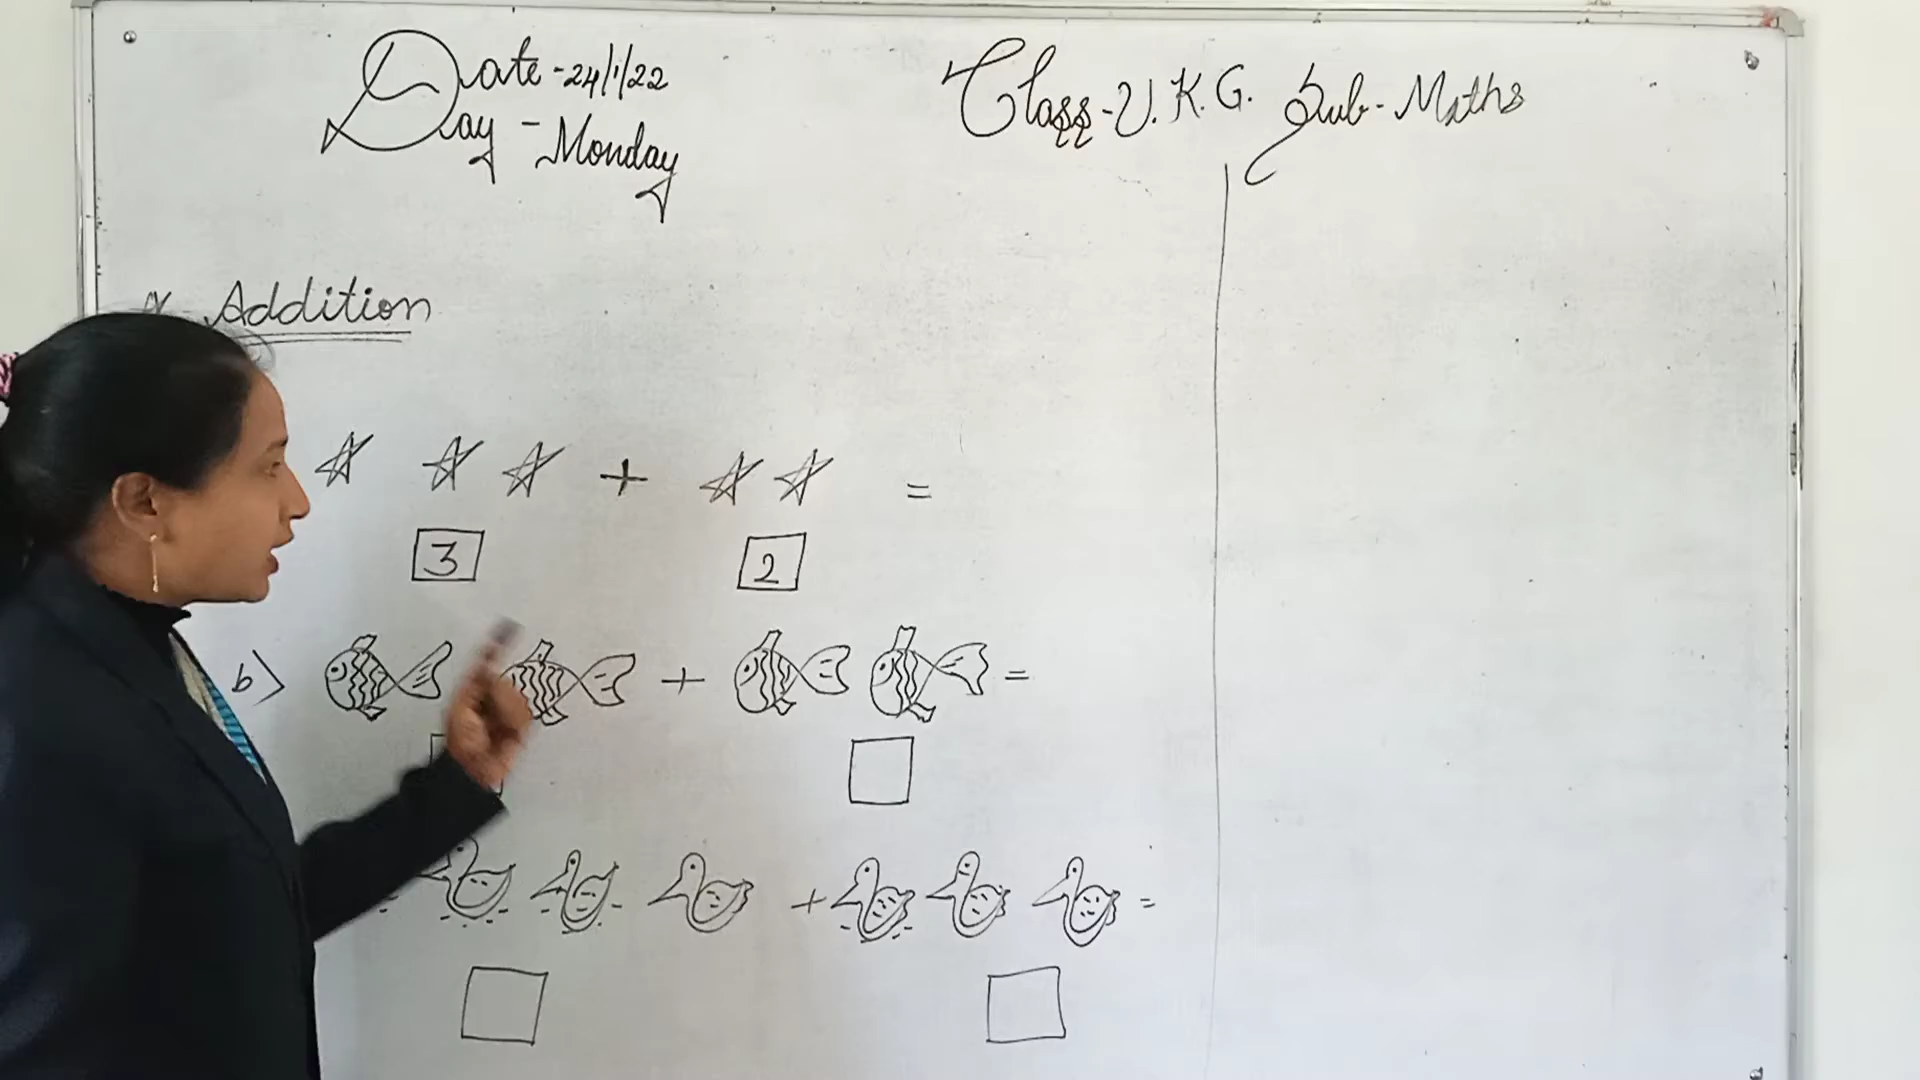 Date - 24/1/22
Day - Monday
Class - U.K.G. Sub - Maths
Addition
+ =
3 2
b) + =
+ =